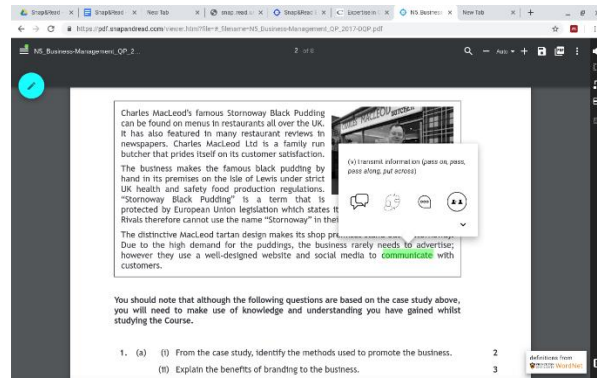 Snap&Read
Snap&Read
New Tab
snap.read
Snap&Read
Expertise in
N5 Business
New Tab
https://pdf.snapandread.com/viewer.html?file=#_filename=N5_Business-Management_QP_2017-DQP.pdf
N5_Business-Management_QP_2...
2 of 8
Auto
Charles MacLeod's famous Stornoway Black Pudding
can be found on menus in restaurants all over the UK.
It has also featured in many restaurant reviews in
newspapers. Charles MacLeod Ltd is a family run
butcher that prides itself on its customer satisfaction.
The business makes the famous black pudding by
hand in its premises on the Isle of Lewis under strict
UK health and safety food production regulations.
"Stornoway Black Pudding" is a term that is
protected by European Union legislation which states it
Rivals therefore cannot use the name "Stornoway" in their
The distinctive MacLeod tartan design makes its shop
Due to the high demand for the puddings, the business rarely needs to advertise;
however they use a well-designed website and social media to communicate with
customers.
CHARLES MACLEOD BUTCHER
(v) transmit information (pass on, pass,
pass along, put across)
You should note that although the following questions are based on the case study above,
you will need to make use of knowledge and understanding you have gained whilst
studying the Course.
1. (a) (i) From the case study, identify the methods used to promote the business. 2
(ii) Explain the benefits of branding to the business. 3
definitions from
WordNet